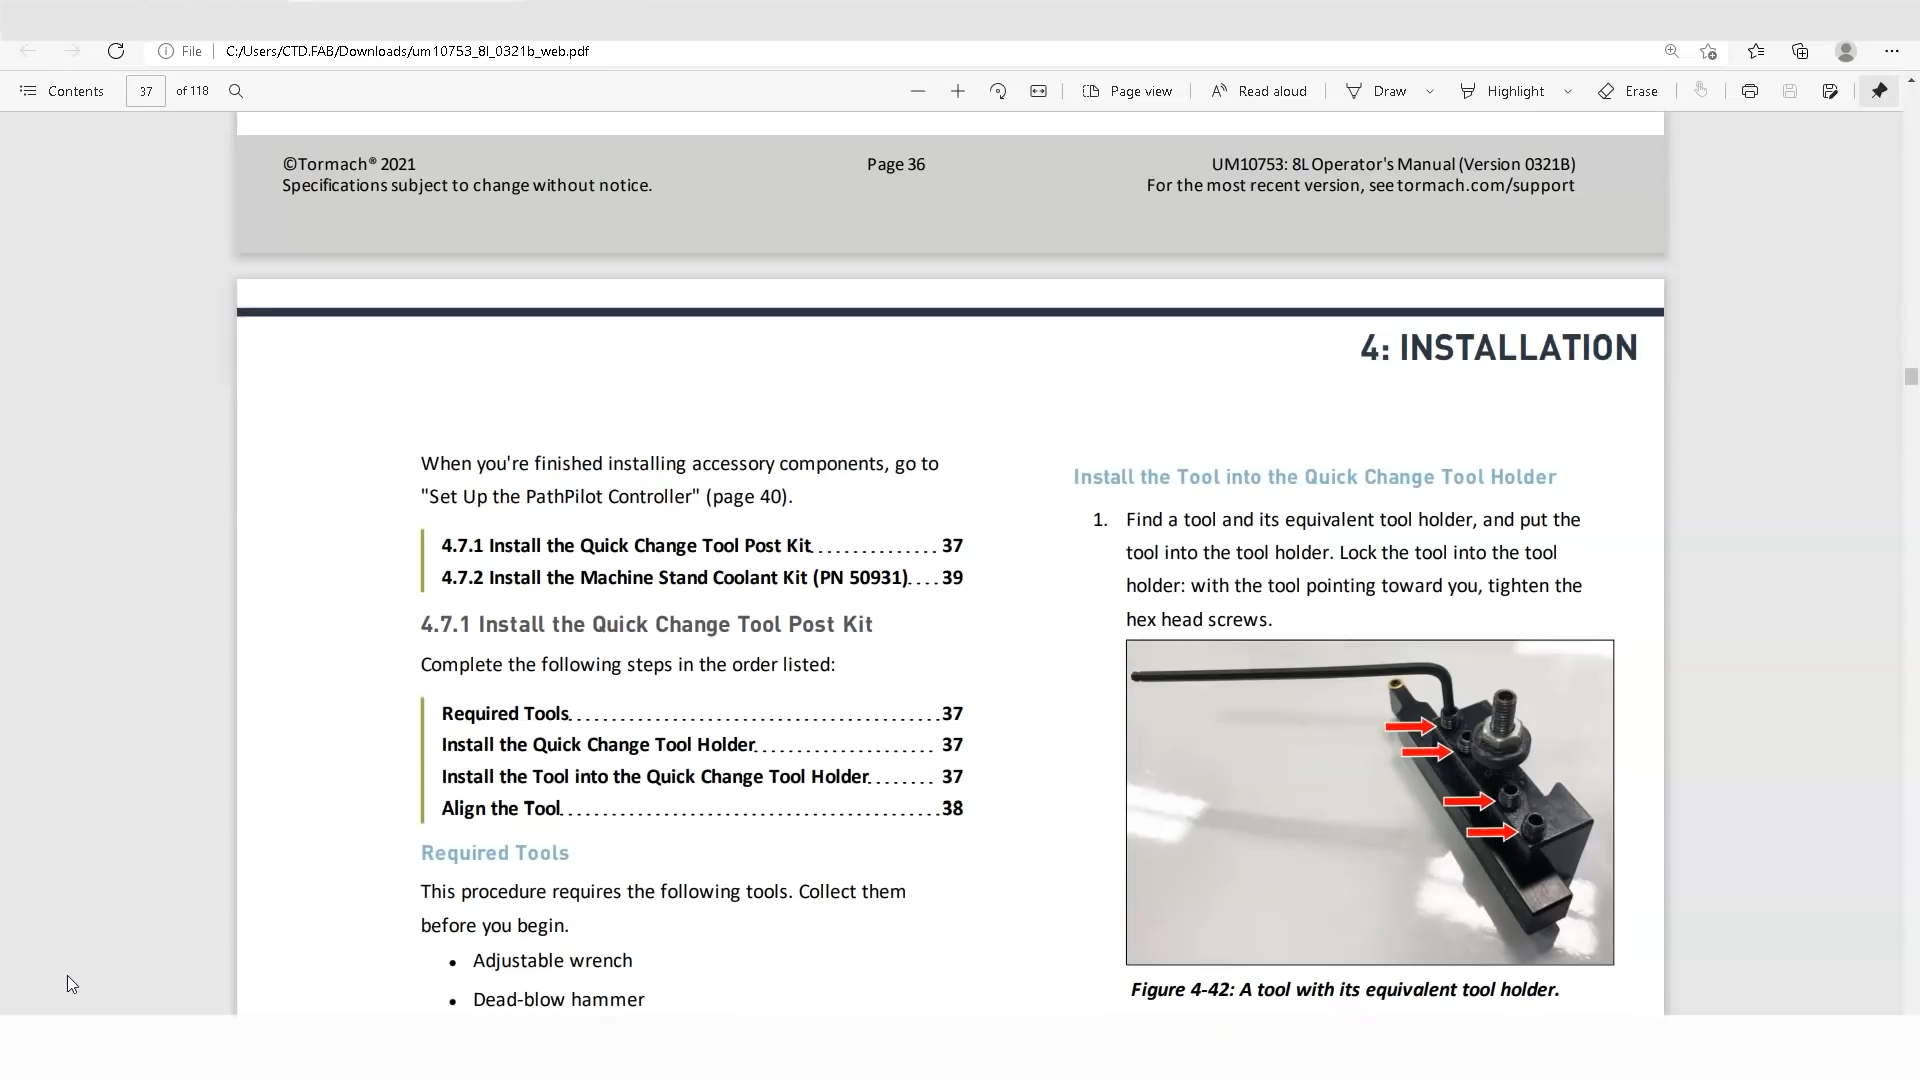 File
C:/Users/CTD.FAB/Downloads/um10753_8l_0321b_web.pdf
Contents
37
of 118
Page view
Read aloud
Draw
Highlight
Erase
©Tormach® 2021
Page 36
UM10753: 8L Operator's Manual (Version 0321B)
Specifications subject to change without notice.
For the most recent version, see tormach.com/support
4: INSTALLATION
When you're finished installing accessory components, go to
"Set Up the PathPilot Controller" (page 40).
4.7.1 Install the Quick Change Tool Post Kit.............. 37
4.7.2 Install the Machine Stand Coolant Kit (PN 50931).... 39
4.7.1 Install the Quick Change Tool Post Kit
Complete the following steps in the order listed:
Required Tools........................................ 37
Install the Quick Change Tool Holder................... 37
Install the Tool into the Quick Change Tool Holder........ 37
Align the Tool......................................... 38
Required Tools
This procedure requires the following tools. Collect them
before you begin.
• Adjustable wrench
• Dead-blow hammer
Install the Tool into the Quick Change Tool Holder
1. Find a tool and its equivalent tool holder, and put the
tool into the tool holder. Lock the tool into the tool
holder: with the tool pointing toward you, tighten the
hex head screws.
Figure 4-42: A tool with its equivalent tool holder.